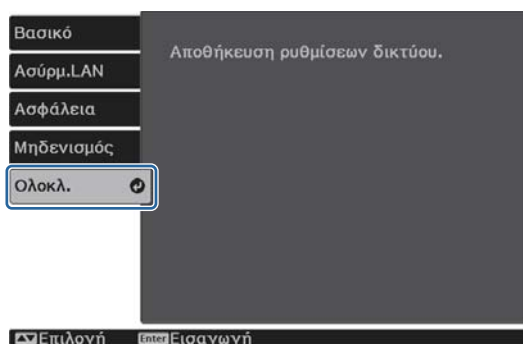 Βασικό
Αποθήκευση ρυθμίσεων δικτύου.
Ασύρμ.LAN
Ασφάλεια
Μηδενισμός
Ολοκλ.
Επιλογή Enter Εισαγωγή